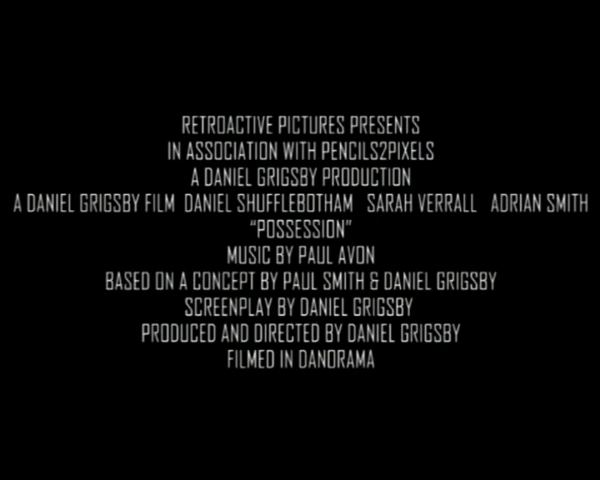 RETROACTIVE PICTURES PRESENTS
IN ASSOCIATION WITH PENCILS2PIXELS
A DANIEL GRIGSBY PRODUCTION
A DANIEL GRIGSBY FILM DANIEL SHUFFLEBOTHAM SARAH VERRALL ADRIAN SMITH
“POSSESSION”
MUSIC BY PAUL AVON
BASED ON A CONCEPT BY PAUL SMITH & DANIEL GRIGSBY
SCREENPLAY BY DANIEL GRIGSBY
PRODUCED AND DIRECTED BY DANIEL GRIGSBY
FILMED IN DANORAMA